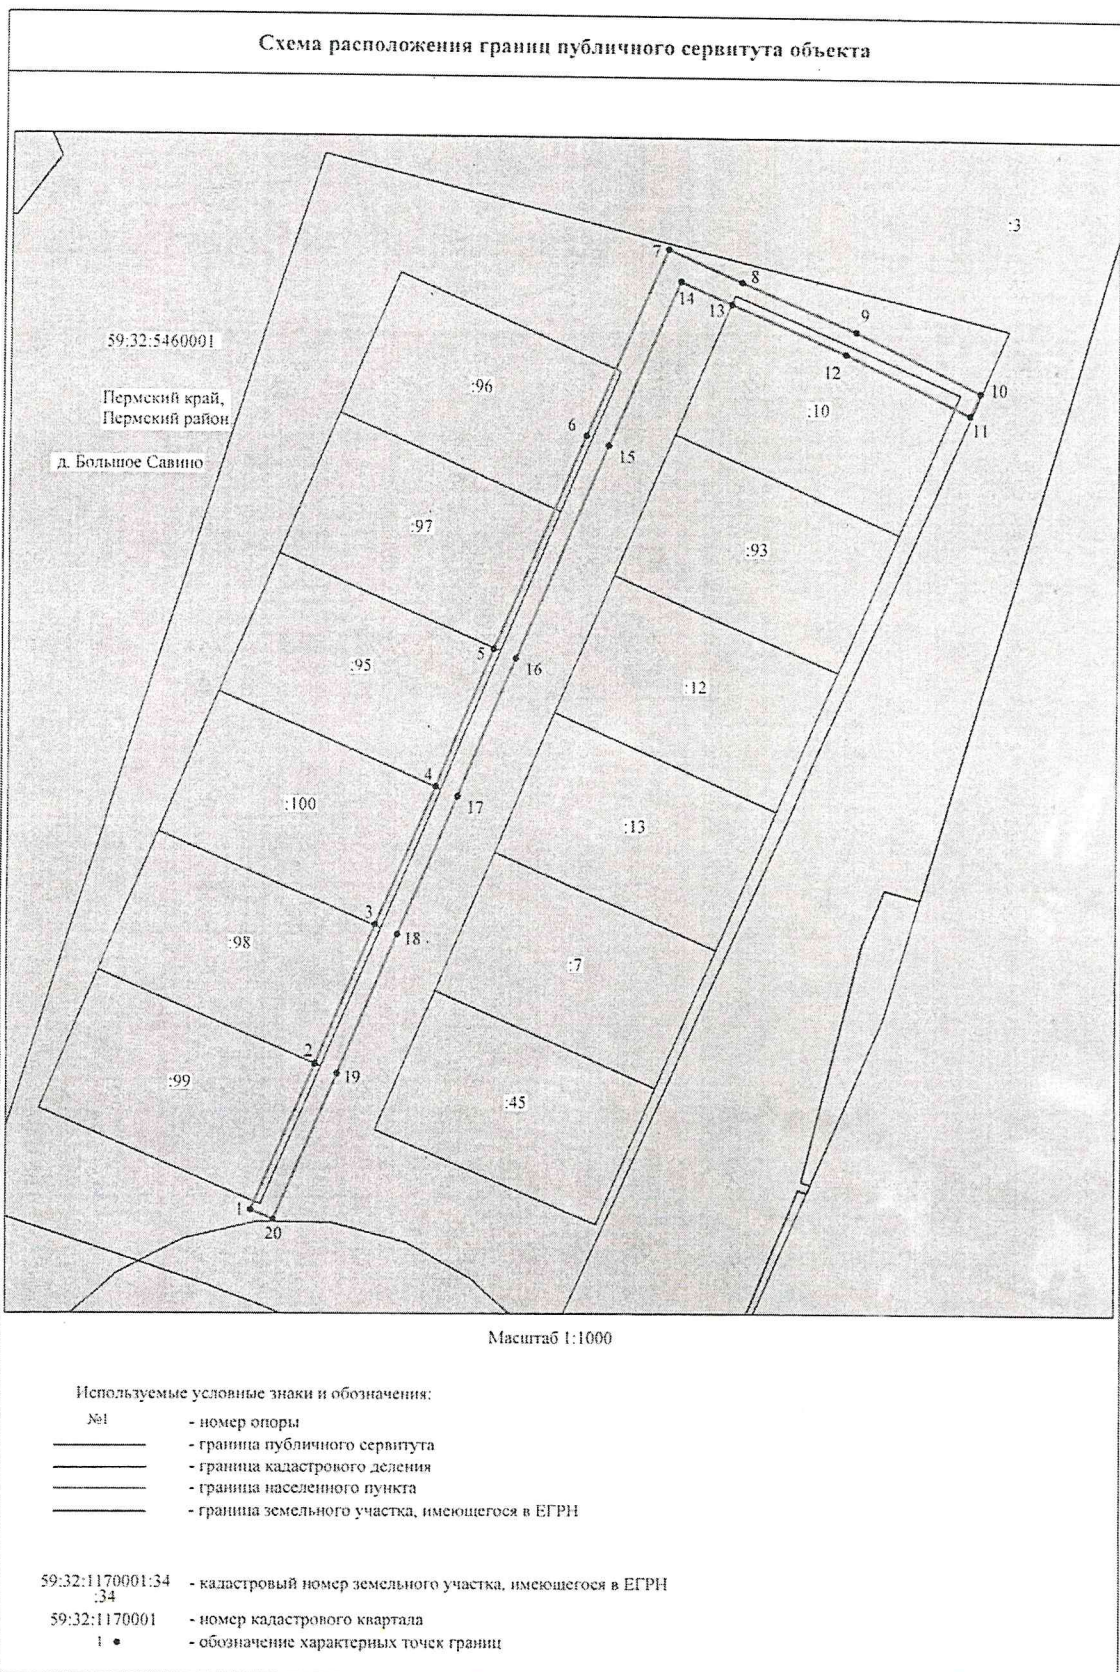 Схема расположения границ публичного сервитута объекта
:3
7
8
14
13
9
59:32:5460001
12
10
:96
:10
Пермский край,
Пермский район,
11
6
15
д. Большое Савино
:97
:93
5
16
:95
:12
4
17
:100
:13
3
18
:98
:7
2
19
:99
:45
1
20
Масштаб 1:1000
Используемые условные знаки и обозначения:
№1 - номер опоры
- граница публичного сервитута
- граница кадастрового деления
- граница населенного пункта
- граница земельного участка, имеющегося в ЕГРН
59:32:1170001:34 - кадастровый номер земельного участка, имеющегося в ЕГРН
:34
59:32:1170001 - номер кадастрового квартала
1 - обозначение характерных точек границ